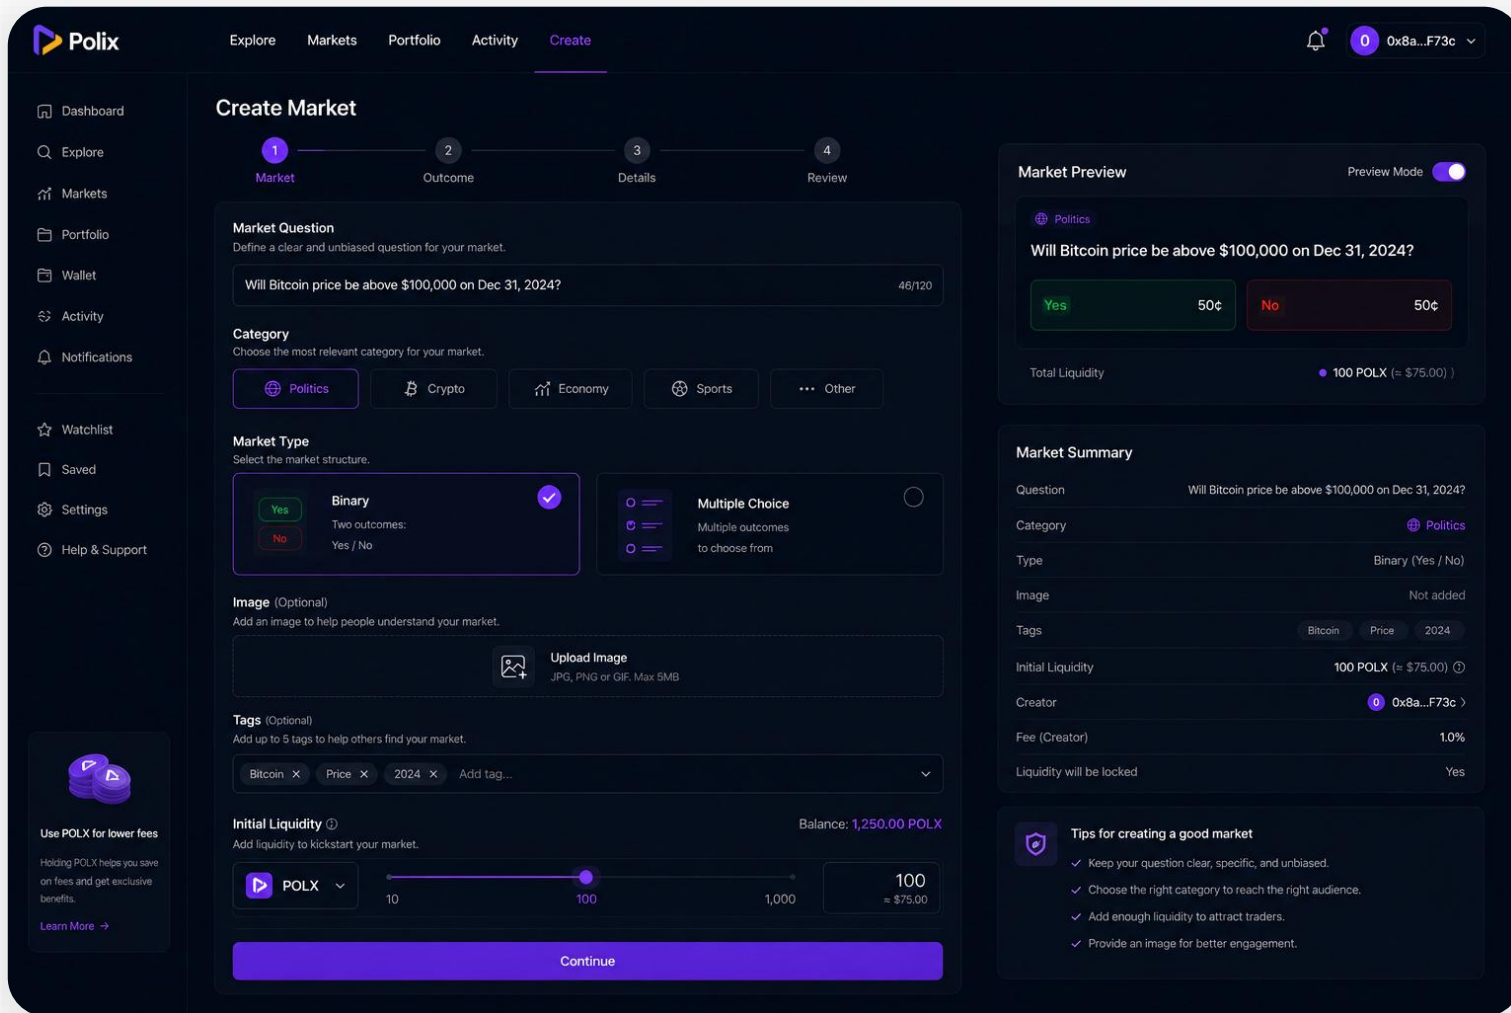 Polix
Explore
Markets
Portfolio
Activity
Create
0
0x8a...F73c
Dashboard
Explore
Markets
Portfolio
Wallet
Activity
Notifications
Watchlist
Saved
Settings
Help & Support
Use POLX for lower fees
Holding POLX helps you save
on fees and get exclusive
benefits.
Learn More →
Create Market
1
2
3
4
Market
Outcome
Details
Review
Market Question
Define a clear and unbiased question for your market.
Will Bitcoin price be above $100,000 on Dec 31, 2024?
46/120
Category
Choose the most relevant category for your market.
Politics
Crypto
Economy
Sports
Other
Market Type
Select the market structure.
Yes
No
Binary
Two outcomes:
Yes / No
Multiple Choice
Multiple outcomes
to choose from
Image (Optional)
Add an image to help people understand your market.
Upload Image
JPG, PNG or GIF. Max 5MB
Tags (Optional)
Add up to 5 tags to help others find your market.
Bitcoin ×
Price ×
2024 ×
Add tag...
Initial Liquidity
Balance: 1,250.00 POLX
Add liquidity to kickstart your market.
POLX
10
100
1,000
100
≈ $75.00
Continue
Market Preview
Preview Mode
Politics
Will Bitcoin price be above $100,000 on Dec 31, 2024?
Yes
50¢
No
50¢
Total Liquidity
100 POLX (≈ $75.00) )
Market Summary
Question
Will Bitcoin price be above $100,000 on Dec 31, 2024?
Category
Politics
Type
Binary (Yes / No)
Image
Not added
Tags
Bitcoin
Price
2024
Initial Liquidity
100 POLX (≈ $75.00)
Creator
0
0x8a...F73c
Fee (Creator)
1.0%
Liquidity will be locked
Yes
Tips for creating a good market
Keep your question clear, specific, and unbiased.
Choose the right category to reach the right audience.
Add enough liquidity to attract traders.
Provide an image for better engagement.